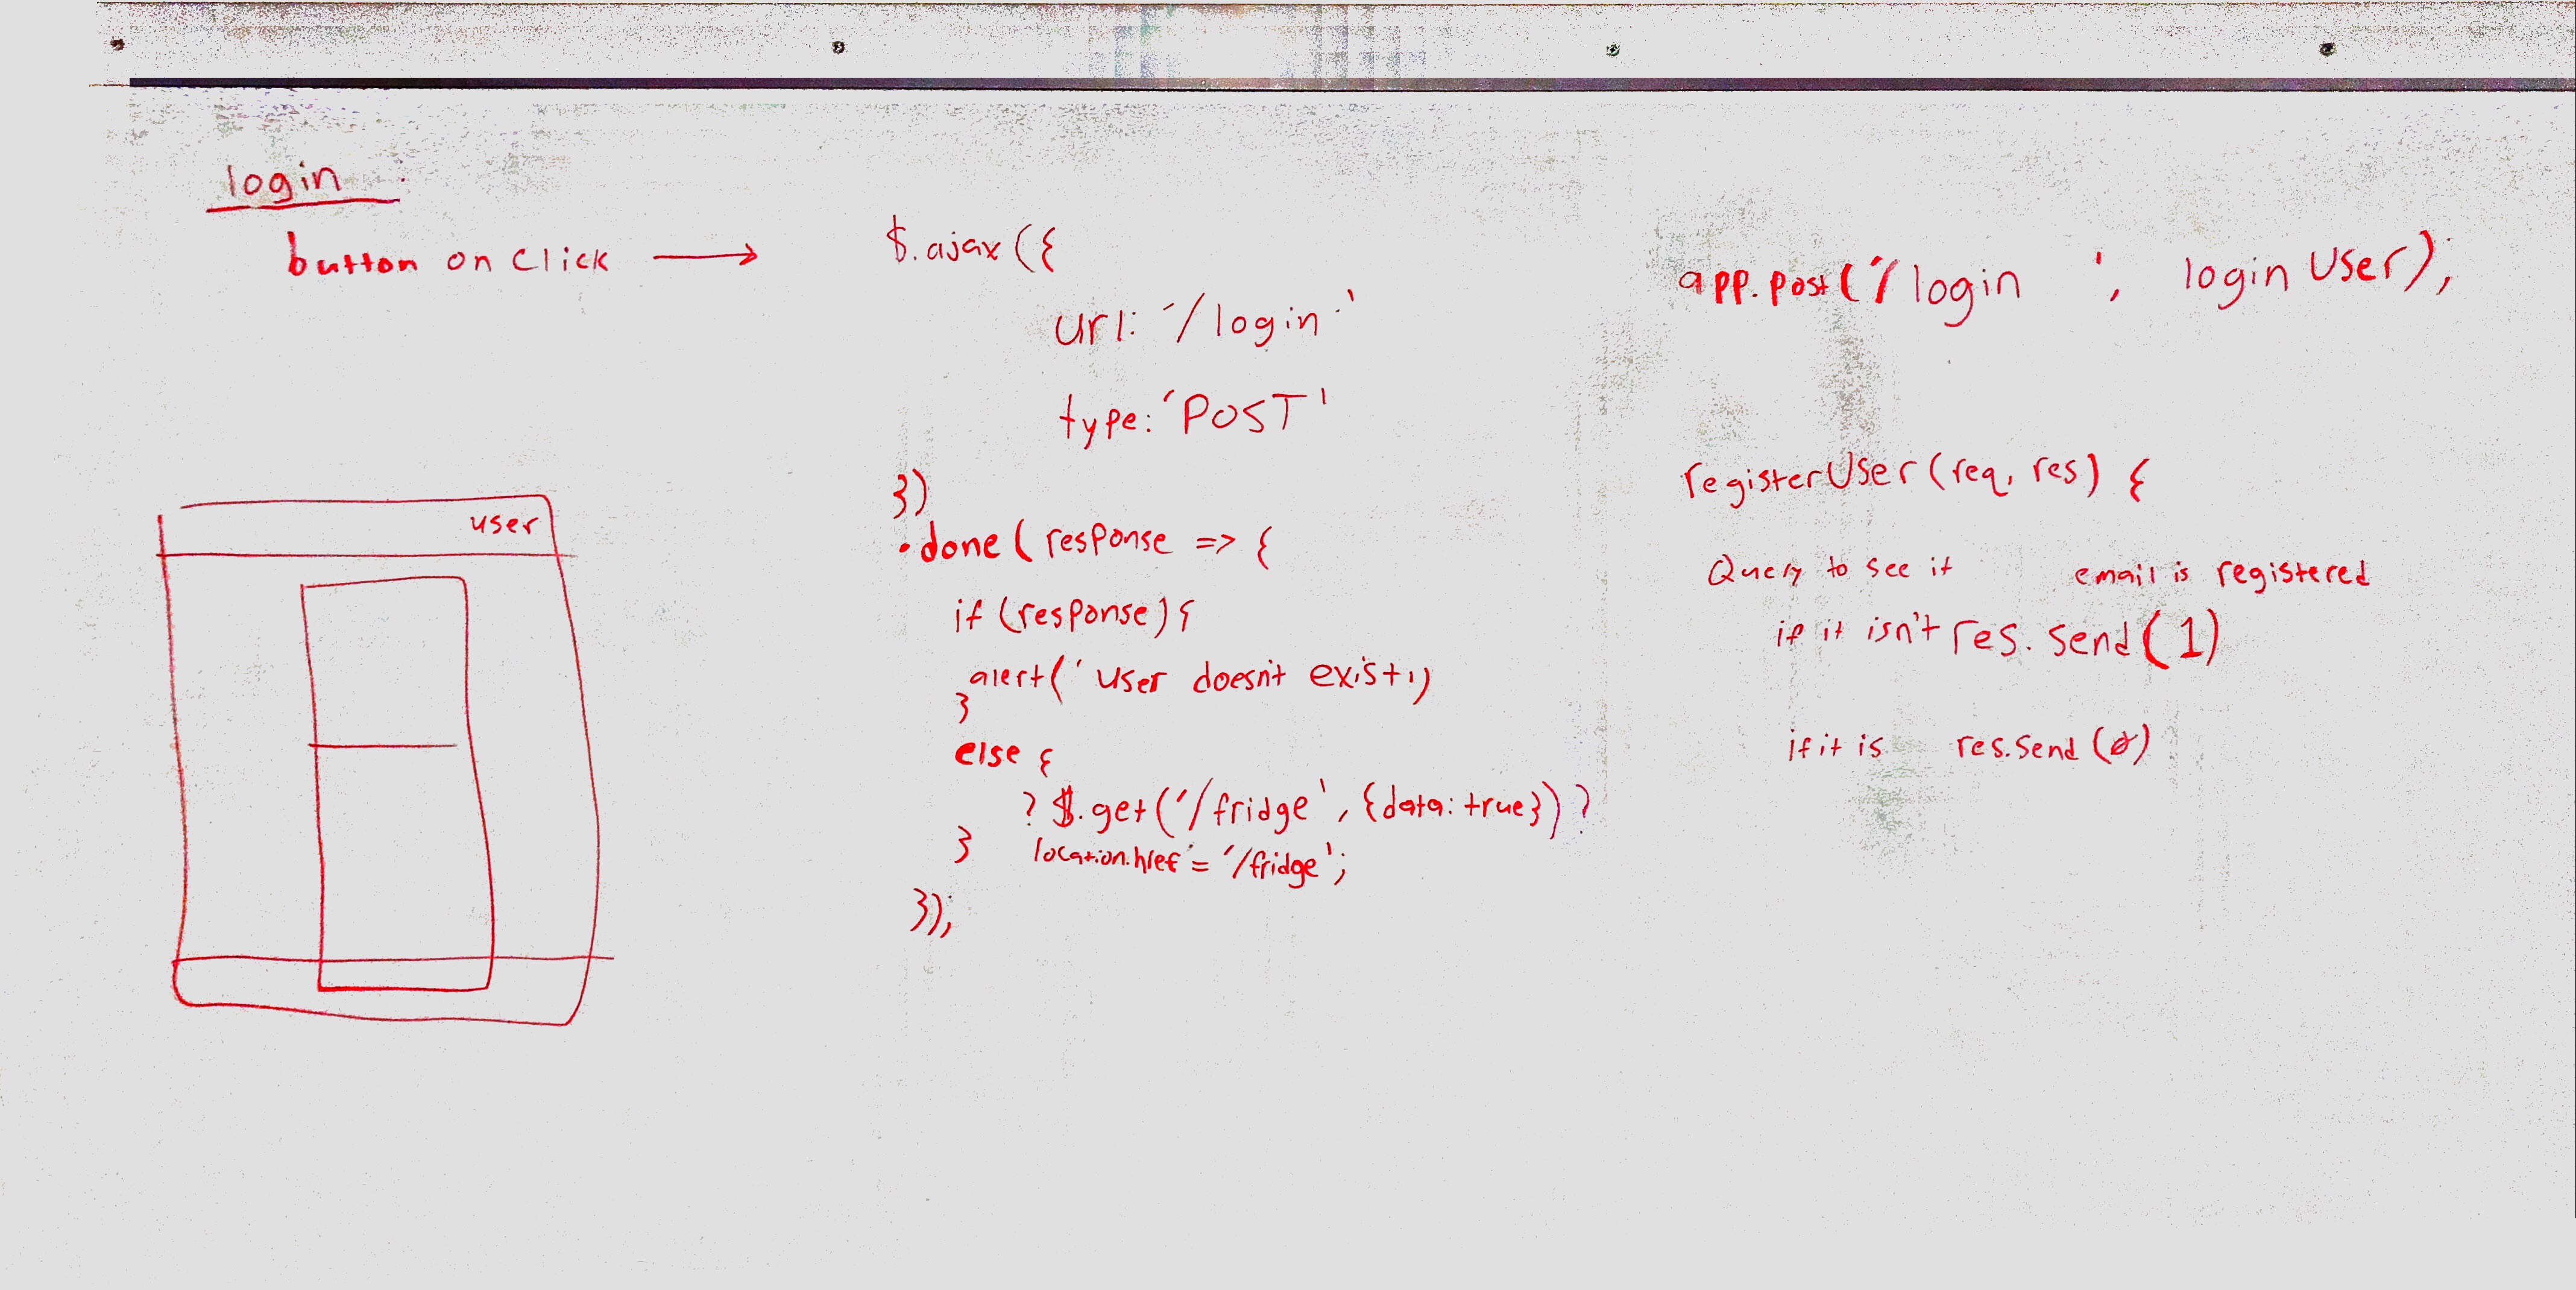 login
button on click →
user
$.ajax({
url: '/login'
type: 'POST'
})
.done(response => {
if (response){
alert('user doesn't exist')
}
else {
? $.get('/fridge', {data: true}) ?
} location.href = '/fridge';
});
app.post('/login ', loginUser);
registerUser(req, res) {
Query to see if email is registered
if it isn't res.send(1)
if it is res.send(0)